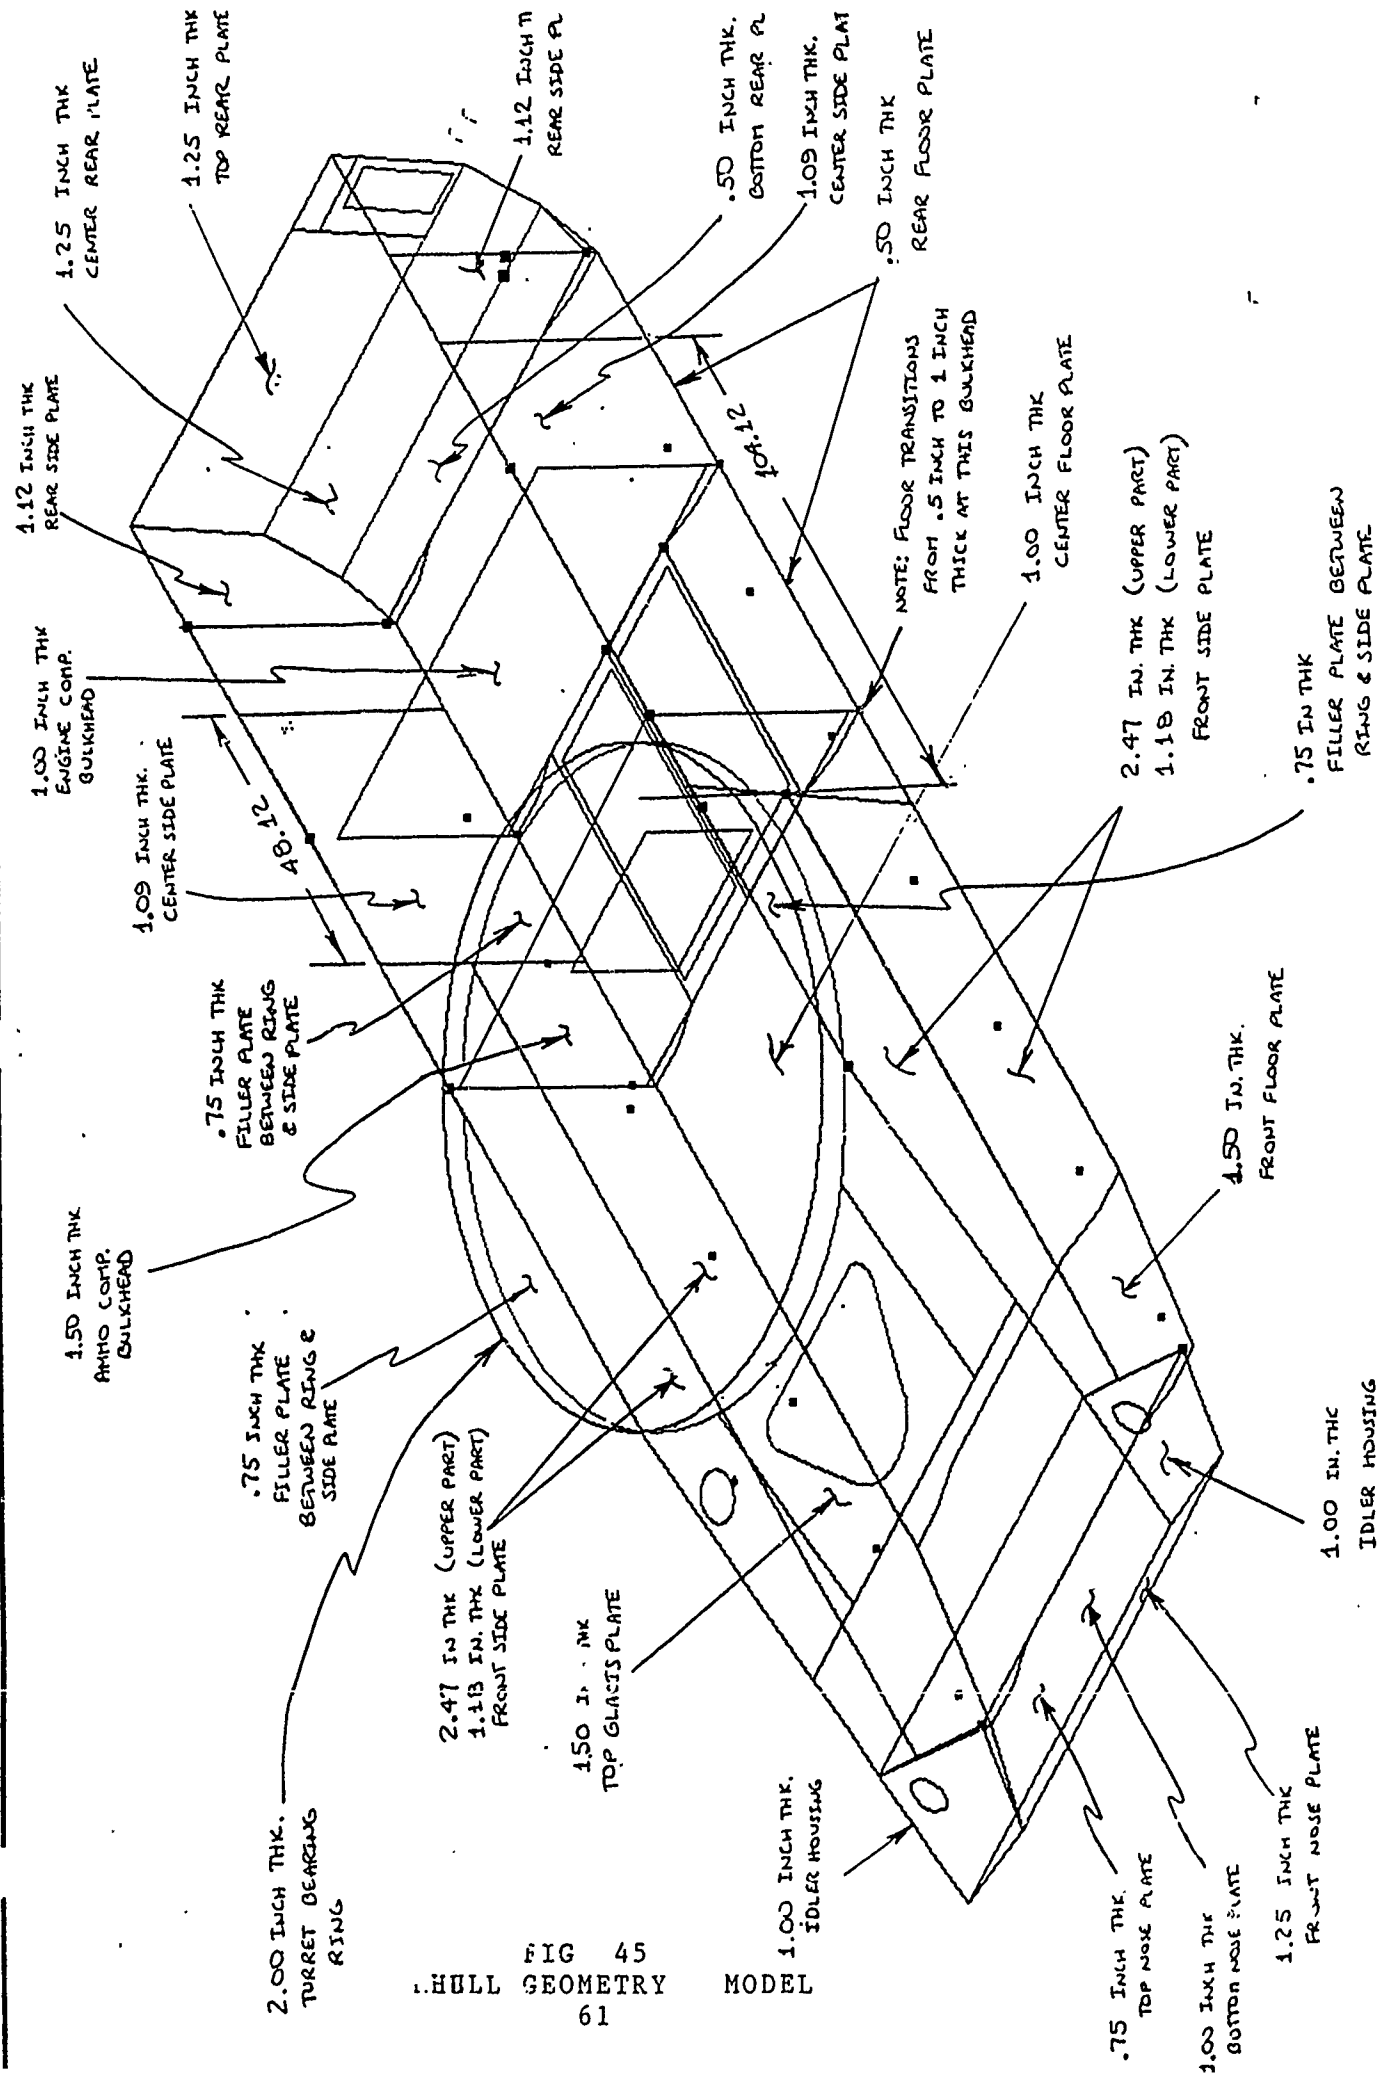 1.25 INCH THK
CENTER REAR PLATE
1.25 INCH THK
TOP REAR PLATE
1.12 INCH THK
REAR SIDE PLATE
1.12 INCH T
REAR SIDE PL
.50 INCH THK.
BOTTOM REAR PL
1.09 INCH THK.
CENTER SIDE PLAT
.50 INCH THK
REAR FLOOR PLATE
1.00 INCH THK
ENGINE COMP.
BULKHEAD
48.12
104.12
1.09 INCH THK.
CENTER SIDE PLATE
NOTE: FLOOR TRANSITIONS
FROM .5 INCH TO 1 INCH
THICK AT THIS BULKHEAD
1.00 INCH THK
CENTER FLOOR PLATE
.75 INCH THK
FILLER PLATE
BETWEEN RING
& SIDE PLATE
2.47 IN. THK (UPPER PART)
1.18 IN. THK (LOWER PART)
FRONT SIDE PLATE
.75 IN THK
FILLER PLATE BETWEEN
RING & SIDE PLATE
1.50 INCH THK
AMMO COMP.
BULKHEAD
.75 INCH THK
FILLER PLATE
BETWEEN RING &
SIDE PLATE
1.50 IN. THK.
FRONT FLOOR PLATE
2.00 INCH THK.
TURRET BEARING
RING
2.47 IN THK (UPPER PART)
1.18 IN. THK (LOWER PART)
FRONT SIDE PLATE
1.50 THK
TOP GLACIS PLATE
1.00 IN. THK
IDLER HOUSING
1.00 INCH THK.
IDLER HOUSING
.75 INCH THK.
TOP NOSE PLATE
1.00 INCH THK
BOTTOM NOSE PLATE
1.25 INCH THK
FRONT NOSE PLATE
FIG 45
HULL GEOMETRY MODEL
61